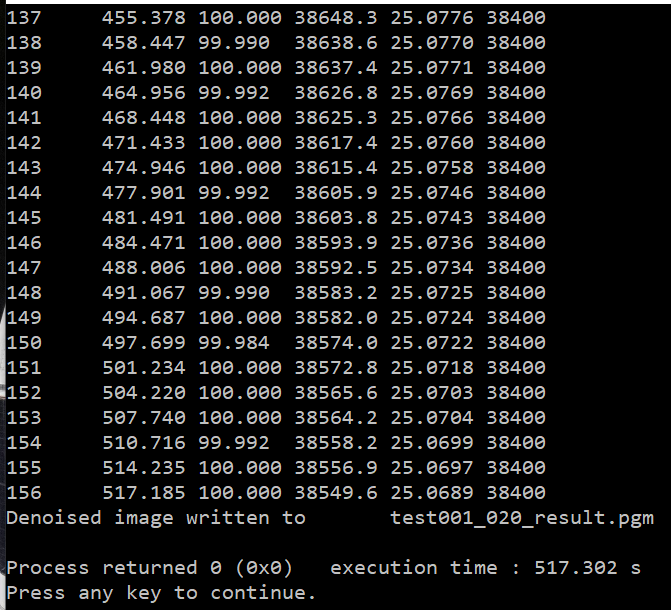 137     455.378 100.000 38648.3 25.0776 38400
138     458.447 99.990  38638.6 25.0770 38400
139     461.980 100.000 38637.4 25.0771 38400
140     464.956 99.992  38626.8 25.0769 38400
141     468.448 100.000 38625.3 25.0766 38400
142     471.433 100.000 38617.4 25.0760 38400
143     474.946 100.000 38615.4 25.0758 38400
144     477.901 99.992  38605.9 25.0746 38400
145     481.491 100.000 38603.8 25.0743 38400
146     484.471 100.000 38593.9 25.0736 38400
147     488.006 100.000 38592.5 25.0734 38400
148     491.067 99.990  38583.2 25.0725 38400
149     494.687 100.000 38582.0 25.0724 38400
150     497.699 99.984  38574.0 25.0722 38400
151     501.234 100.000 38572.8 25.0718 38400
152     504.220 100.000 38565.6 25.0703 38400
153     507.740 100.000 38564.2 25.0704 38400
154     510.716 99.992  38558.2 25.0699 38400
155     514.235 100.000 38556.9 25.0697 38400
156     517.185 100.000 38549.6 25.0689 38400
Denoised image written to       test001_020_result.pgm
Process returned 0 (0x0)   execution time : 517.302 s
Press any key to continue.